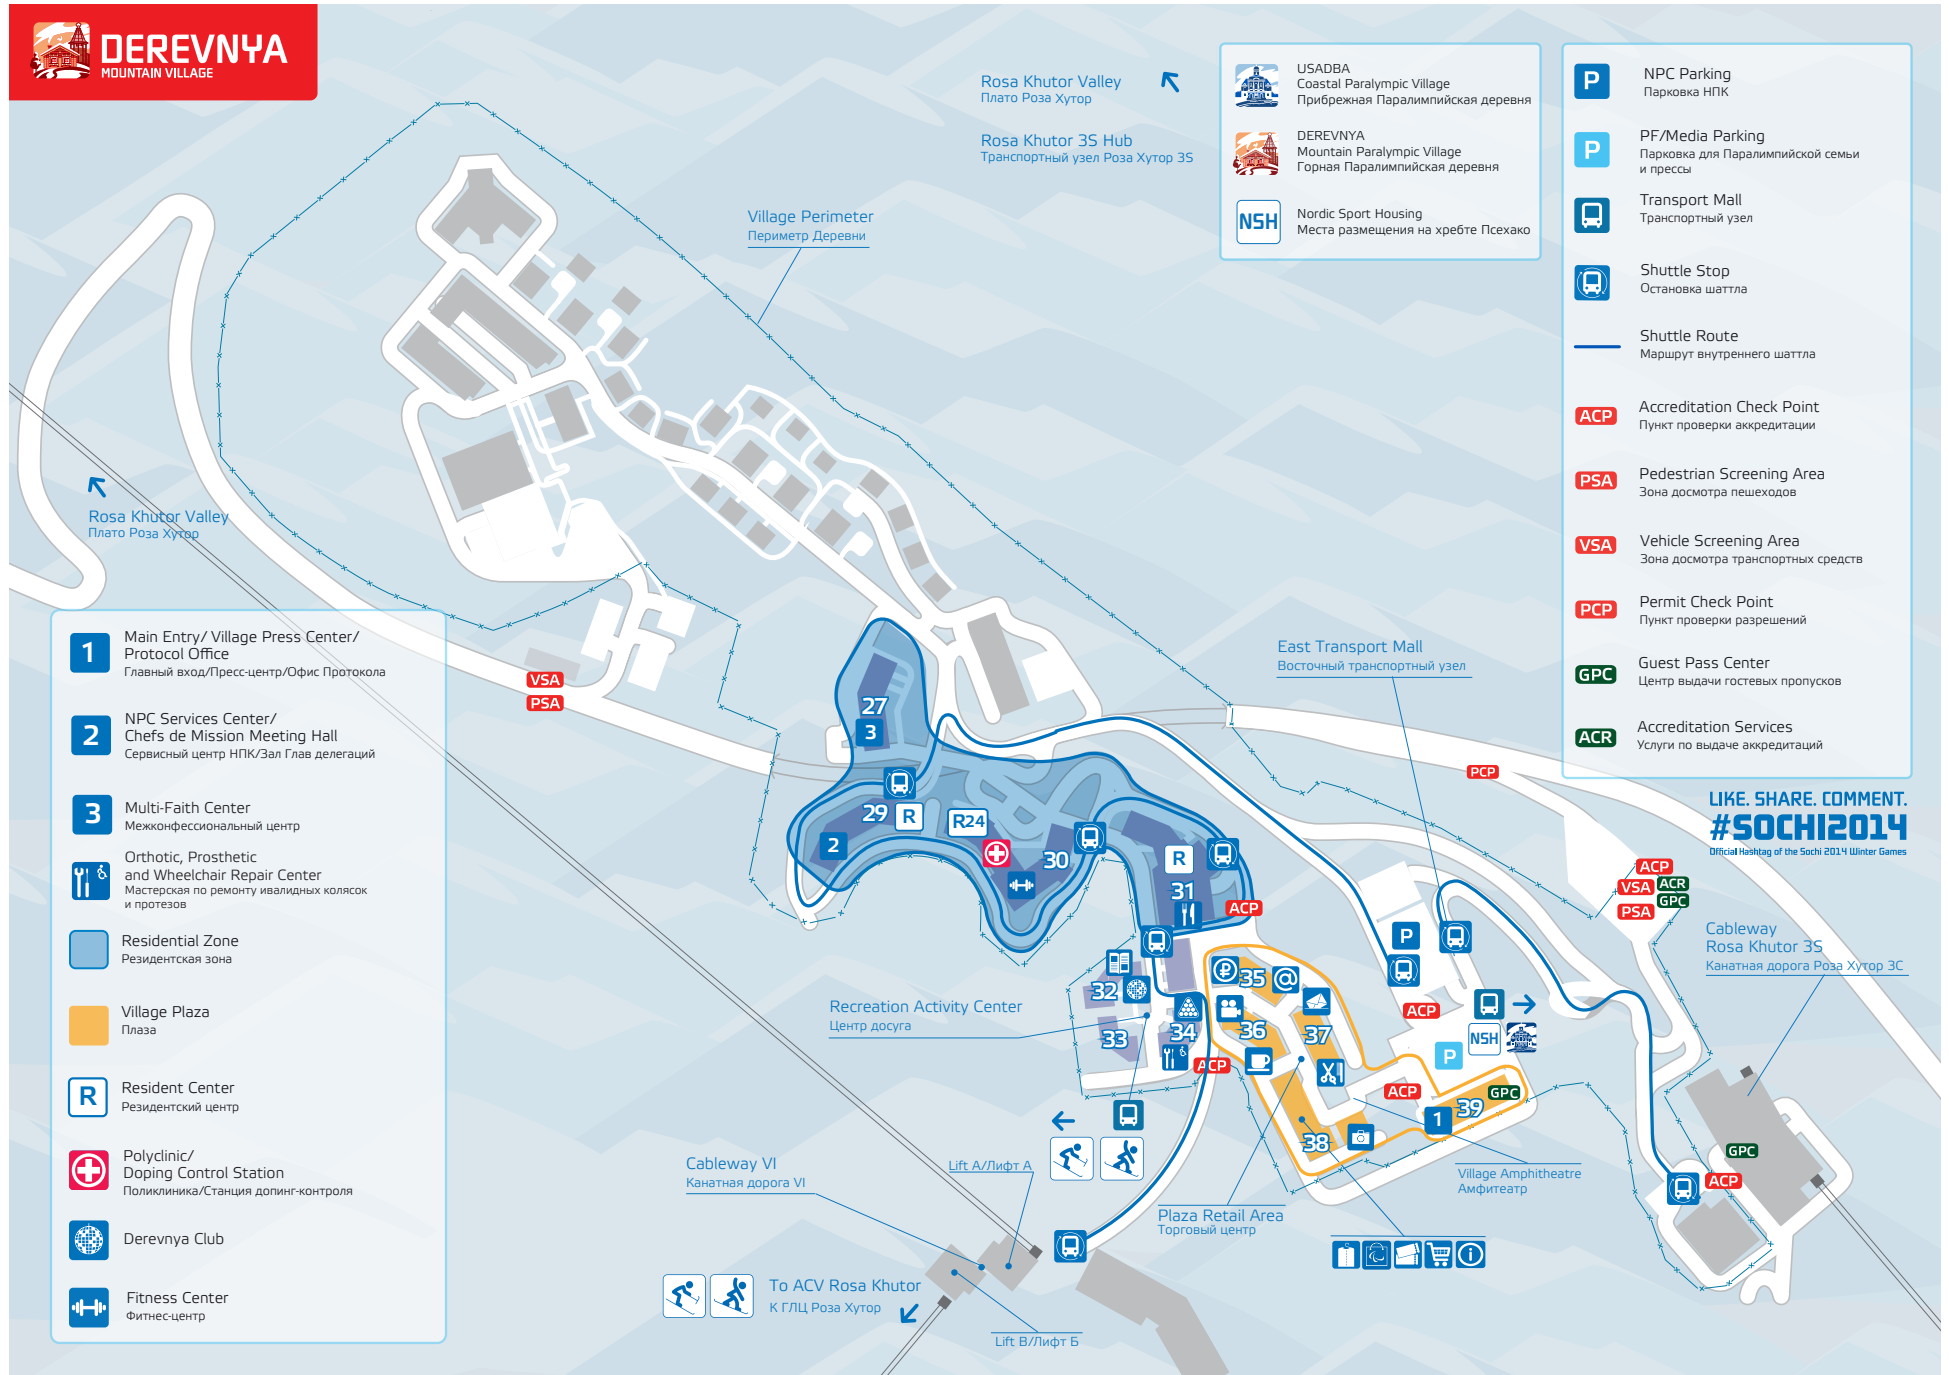 DEREVNYA
MOUNTAIN VILLAGE
Rosa Khutor Valley
Плато Роза Хутор
Rosa Khutor 3S Hub
Транспортный узел Роза Хутор 3S
USADBA
Coastal Paralympic Village
Прибрежная Паралимпийская деревня
DEREVNYA
Mountain Paralympic Village
Горная Паралимпийская деревня
NSH
Nordic Sport Housing
Места размещения на хребте Псехако
P
NPC Parking
Парковка НПК
P
PF/Media Parking
Парковка для Паралимпийской семьи
и прессы
Transport Mall
Транспортный узел
Shuttle Stop
Остановка шаттла
Shuttle Route
Маршрут внутреннего шаттла
ACP
Accreditation Check Point
Пункт проверки аккредитации
PSA
Pedestrian Screening Area
Зона досмотра пешеходов
VSA
Vehicle Screening Area
Зона досмотра транспортных средств
PCP
Permit Check Point
Пункт проверки разрешений
GPC
Guest Pass Center
Центр выдачи гостевых пропусков
ACR
Accreditation Services
Услуги по выдаче аккредитаций
LIKE. SHARE. COMMENT.
#SOCHI2014
Official Hashtag of the Sochi 2014 Winter Games
Village Perimeter
Периметр Деревни
Rosa Khutor Valley
Плато Роза Хутор
1
Main Entry/ Village Press Center/
Protocol Office
Главный вход/Пресс-центр/Офис Протокола
2
NPC Services Center/
Chefs de Mission Meeting Hall
Сервисный центр НПК/Зал Глав делегаций
3
Multi-Faith Center
Межконфессиональный центр
Orthotic, Prosthetic
and Wheelchair Repair Center
Мастерская по ремонту инвалидных колясок
и протезов
Residential Zone
Резидентская зона
Village Plaza
Плаза
R
Resident Center
Резидентский центр
Polyclinic/
Doping Control Station
Поликлиника/Станция допинг-контроля
Derevnya Club
Fitness Center
Фитнес-центр
VSA
PSA
27
3
29
R
2
R24
30
R
31
ACP
East Transport Mall
Восточный транспортный узел
PCP
ACP
VSA
ACR
GPC
PSA
Cableway
Rosa Khutor 3S
Канатная дорога Роза Хутор 3С
P
ACP
NSH
P
ACP
1
39
GPC
35
@
36
37
38
32
33
34
ACP
Recreation Activity Center
Центр досуга
Cableway VI
Канатная дорога VI
Lift A/Лифт А
Lift B/Лифт Б
To ACV Rosa Khutor
К ГЛЦ Роза Хутор
Plaza Retail Area
Торговый центр
Village Amphitheatre
Амфитеатр
GPC
ACP